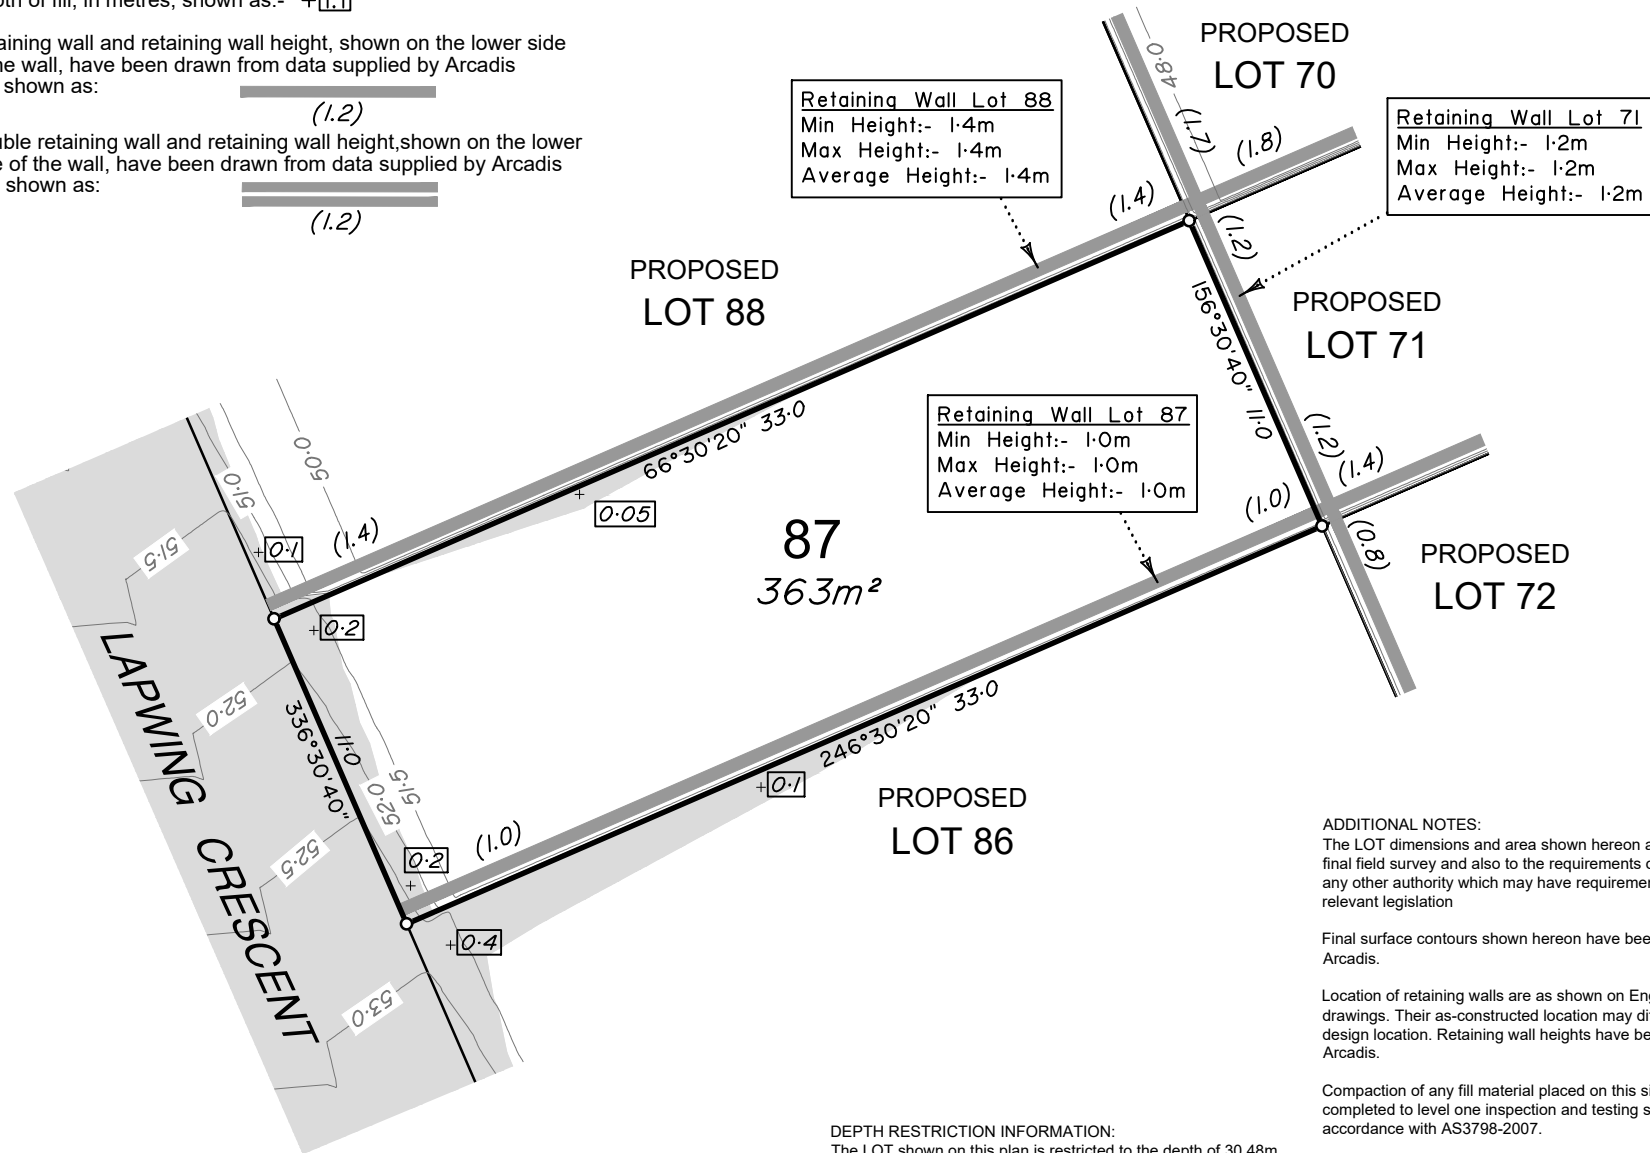 of fill, in metres, shown as:- +1.1
wall and retaining wall height, shown on the lower side
wall, have been drawn from data supplied by Arcadis
shown as:
(1.2)
retaining wall and retaining wall height,shown on the lower
of the wall, have been drawn from data supplied by Arcadis
shown as:
(1.2)
PROPOSED
LOT 70
48·0
(1.7)
(1.8)
Retaining Wall Lot 88
Min Height:- 1·4m
Max Height:- 1·4m
Average Height:- 1·4m
Retaining Wall Lot 71
Min Height:- 1·2m
Max Height:- 1·2m
Average Height:- 1·2m
(1.4)
(1.2)
PROPOSED
LOT 88
PROPOSED
LOT 71
156°30'40" 11·0
Retaining Wall Lot 87
Min Height:- 1·0m
Max Height:- 1·0m
Average Height:- 1·0m
66°30'20" 33·0
50·0
51·0
51·5
(1.2)
(1.4)
(1.0)
(0.8)
+0·05
+0·1
(1.4)
87
363m²
PROPOSED
LOT 72
+0·2
52·0
336°30'40"
11·0
51·5
52·0
246°30'20" 33·0
+0·1
PROPOSED
LOT 86
(1.0)
0·2
+
52·5
+0·4
53·0
LAPWING CRESCENT
ADDITIONAL NOTES:
The LOT dimensions and area shown hereon
final field survey and also to the requirements
any other authority which may have
relevant legislation
Final surface contours shown hereon have
Arcadis.
Location of retaining walls are as shown on
drawings. Their as-constructed location may
design location. Retaining wall heights have
Arcadis.
Compaction of any fill material placed on this
completed to level one inspection and testing
accordance with AS3798-2007.
DEPTH RESTRICTION INFORMATION:
The LOT shown on this plan is restricted to the depth of 30.48m